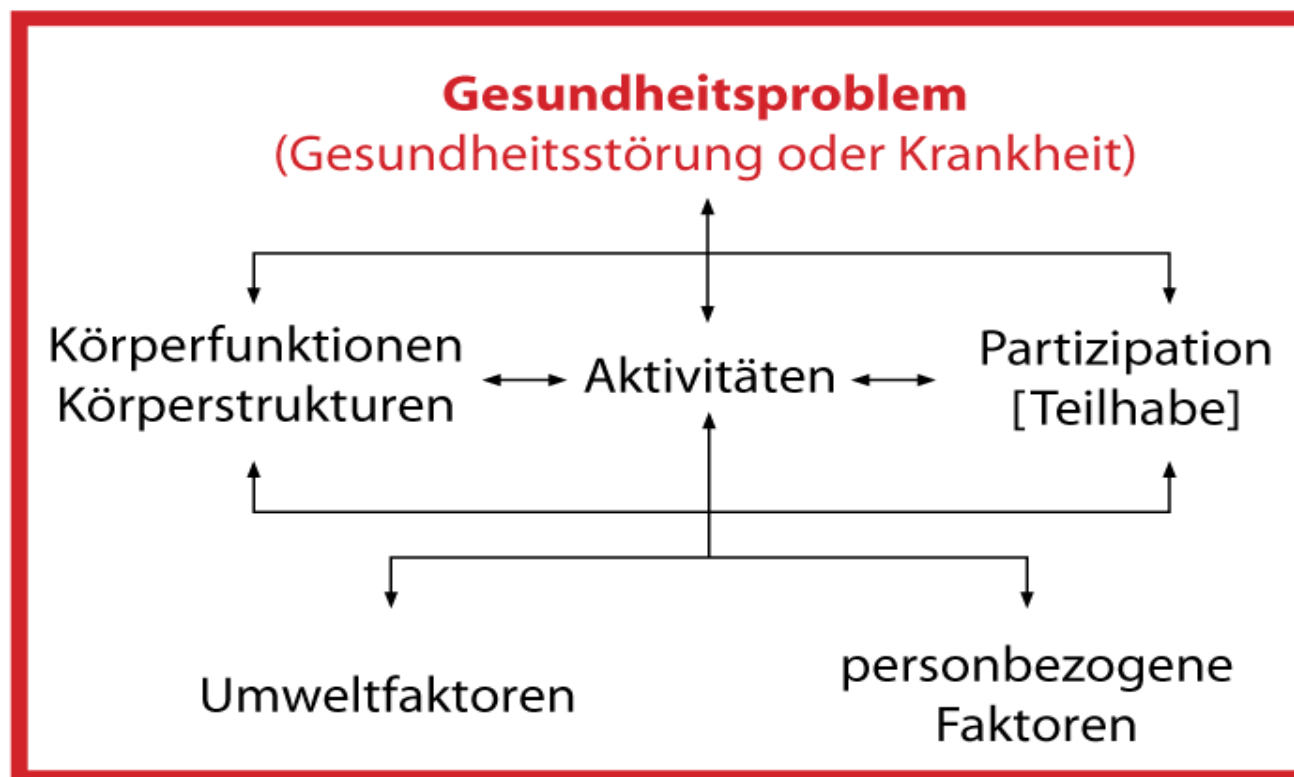 Gesundheitsproblem
(Gesundheitsstörung oder Krankheit)
Körperfunktionen
Körperstrukturen
Aktivitäten
Partizipation
[Teilhabe]
Umweltfaktoren
personbezogene
Faktoren